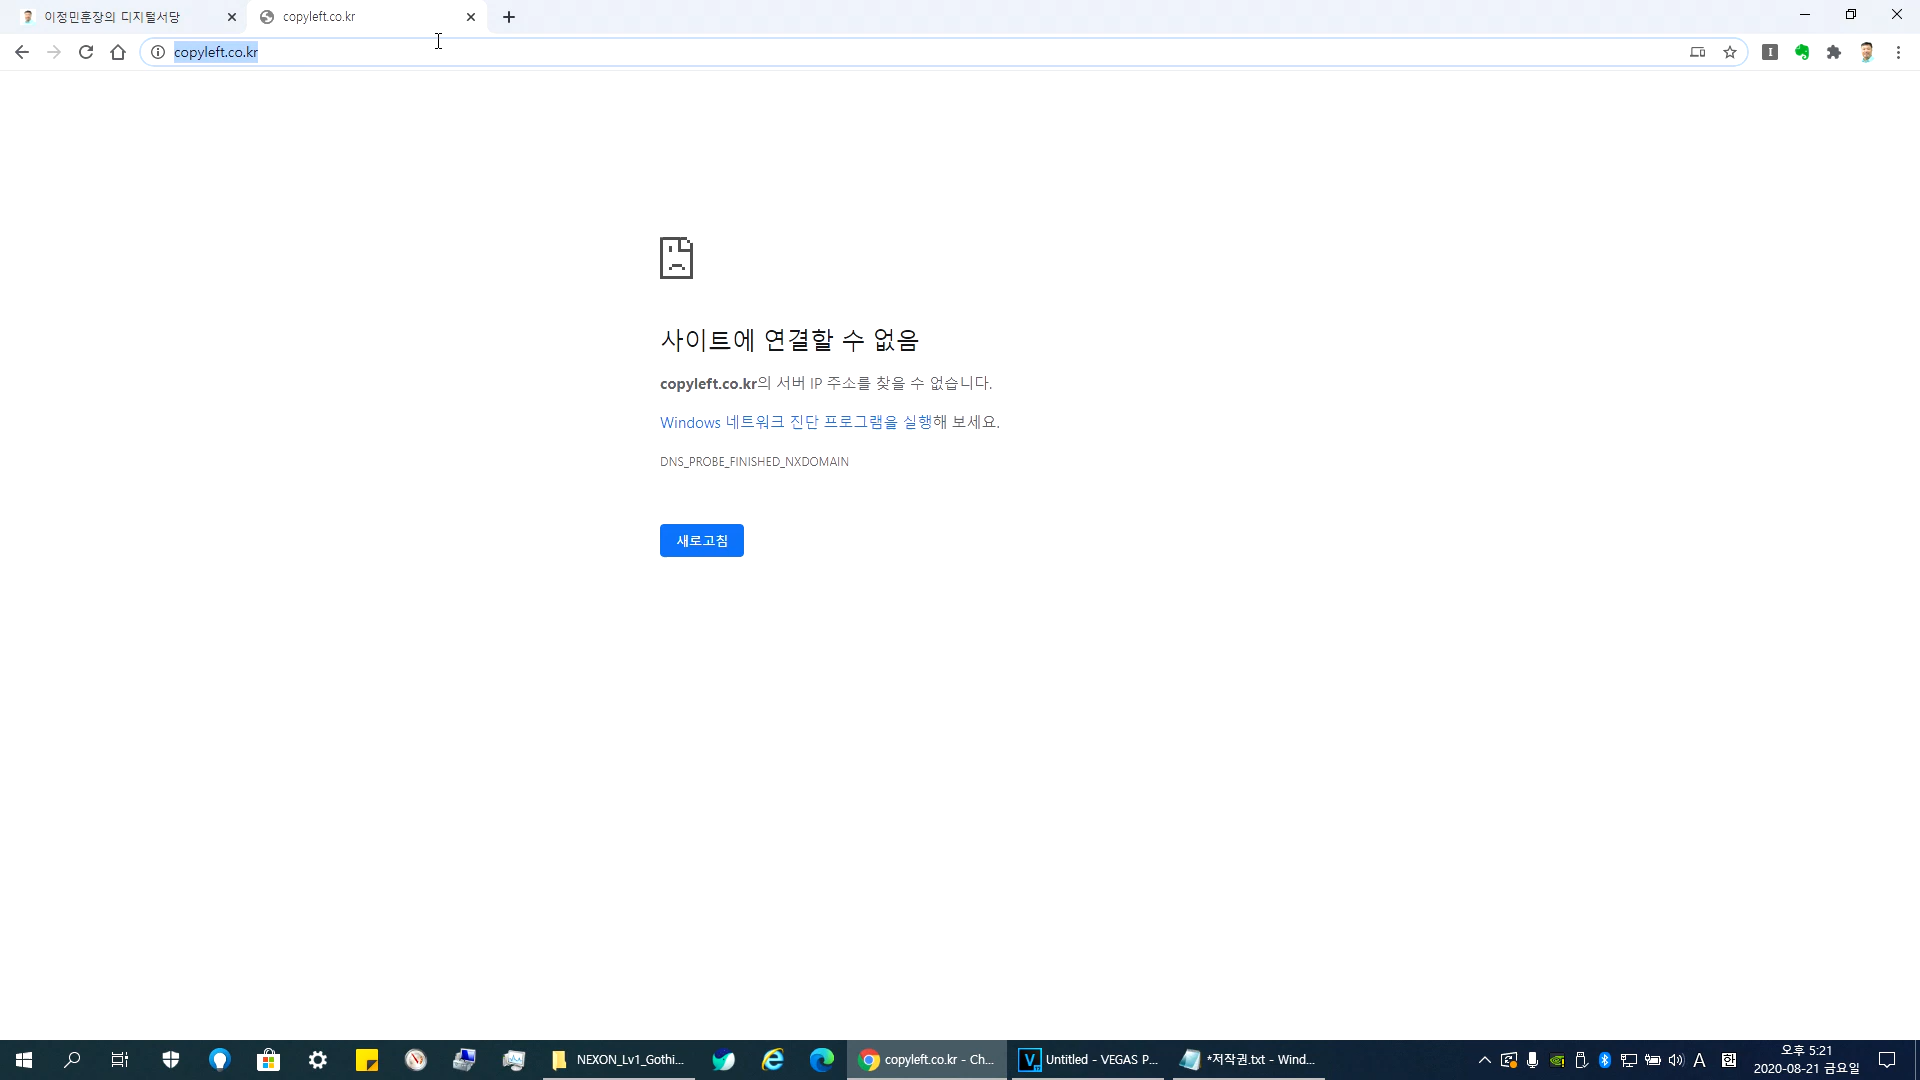 이정민훈장의 디지털서당
copyleft.co.kr
copyleft.co.kr
사이트에 연결할 수 없음
copyleft.co.kr의 서버 IP 주소를 찾을 수 없습니다.
Windows 네트워크 진단 프로그램을 실행해 보세요.
DNS_PROBE_FINISHED_NXDOMAIN
새로고침
NEXON_Lv1_Gothi...
copyleft.co.kr - Ch...
Untitled - VEGAS P...
*저작권.txt - Wind...
A
한
오후 5:21
2020-08-21 금요일